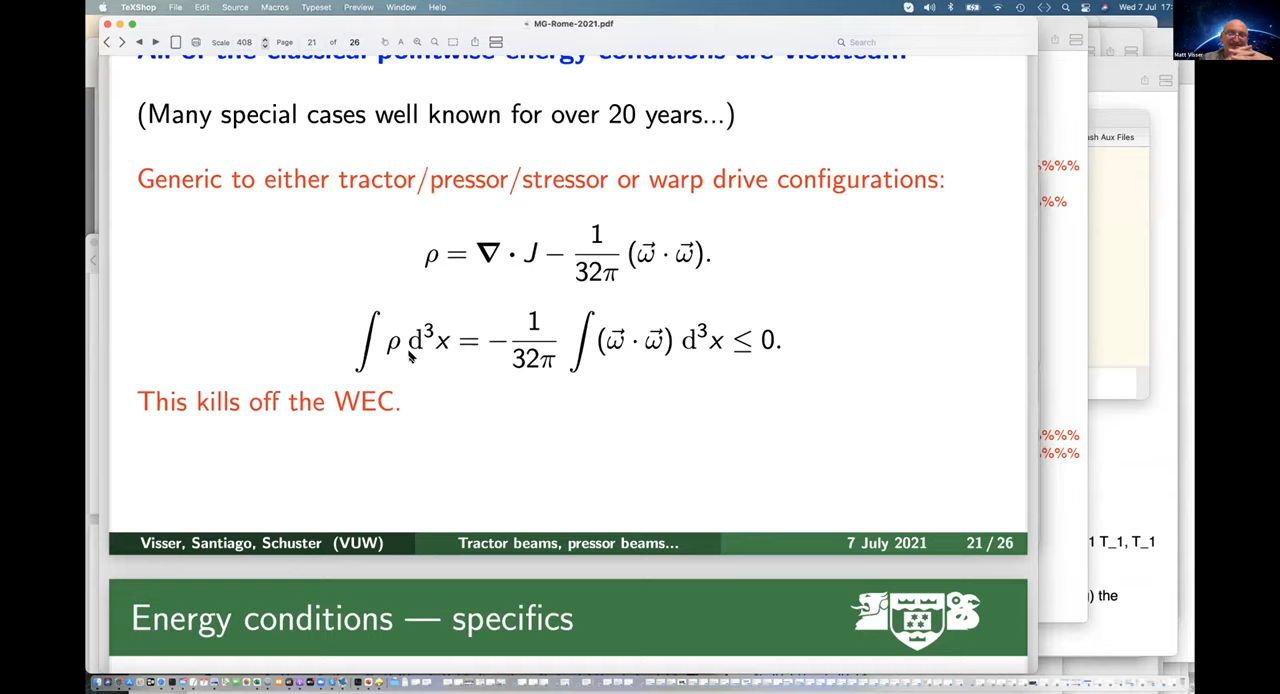 TeXShop File Edit Source Macros Typeset Preview Window Help Wed 7 Jul 17:
MG-Rome-2021.pdf
Scale 408 Page 21 of 26 Search
Matt Visser
(Many special cases well known for over 20 years...)
Generic to either tractor/pressor/stressor or warp drive configurations:
ρ = ∇ · J − 1/32π (ω⃗ · ω⃗).
∫ ρ d³x = − 1/32π ∫ (ω⃗ · ω⃗) d³x ≤ 0.
This kills off the WEC.
Visser, Santiago, Schuster (VUW) Tractor beams, pressor beams... 7 July 2021 21 / 26
Energy conditions — specifics
sh Aux Files
%%%
%%
%%%
%%%%
1 T_1, T_1
) the